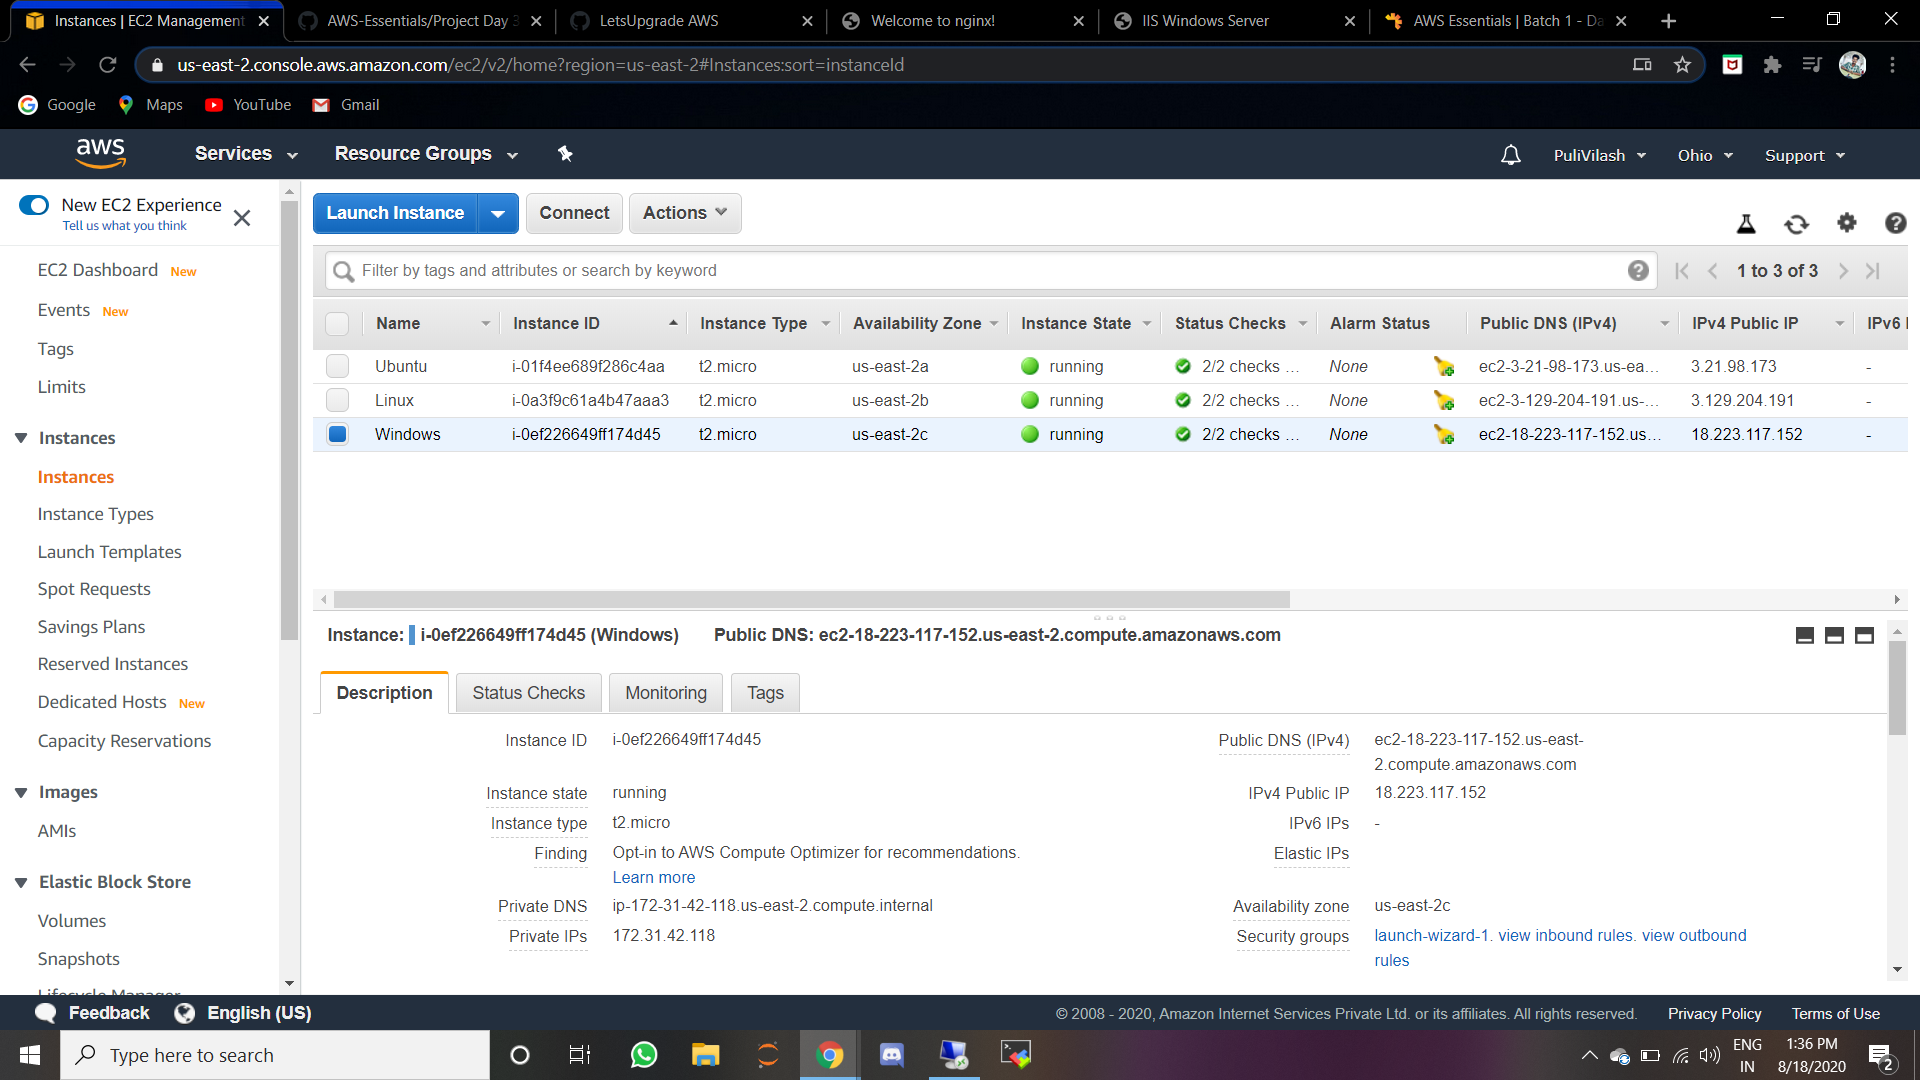 Instances | EC2 Management
AWS-Essentials/Project Day 3
LetsUpgrade AWS
Welcome to nginx!
IIS Windows Server
AWS Essentials | Batch 1 - Da
us-east-2.console.aws.amazon.com/ec2/v2/home?region=us-east-2#Instances:sort=instanceId
Google Maps YouTube Gmail
aws Services Resource Groups PuliVilash Ohio Support
New EC2 Experience
Tell us what you think
EC2 Dashboard New
Events New
Tags
Limits
Instances
Instances
Instance Types
Launch Templates
Spot Requests
Savings Plans
Reserved Instances
Dedicated Hosts New
Capacity Reservations
Images
AMIs
Elastic Block Store
Volumes
Snapshots
Lifecycle Manager
Launch Instance Connect Actions
Filter by tags and attributes or search by keyword 1 to 3 of 3
Name Instance ID Instance Type Availability Zone Instance State Status Checks Alarm Status Public DNS (IPv4) IPv4 Public IP IPv6 I
Ubuntu i-01f4ee689f286c4aa t2.micro us-east-2a running 2/2 checks ... None ec2-3-21-98-173.us-ea... 3.21.98.173 -
Linux i-0a3f9c61a4b47aaa3 t2.micro us-east-2b running 2/2 checks ... None ec2-3-129-204-191.us-... 3.129.204.191 -
Windows i-0ef226649ff174d45 t2.micro us-east-2c running 2/2 checks ... None ec2-18-223-117-152.us... 18.223.117.152 -
Instance: i-0ef226649ff174d45 (Windows) Public DNS: ec2-18-223-117-152.us-east-2.compute.amazonaws.com
Description Status Checks Monitoring Tags
Instance ID i-0ef226649ff174d45
Instance state running
Instance type t2.micro
Finding Opt-in to AWS Compute Optimizer for recommendations.
Learn more
Private DNS ip-172-31-42-118.us-east-2.compute.internal
Private IPs 172.31.42.118
Public DNS (IPv4) ec2-18-223-117-152.us-east-
2.compute.amazonaws.com
IPv4 Public IP 18.223.117.152
IPv6 IPs -
Elastic IPs
Availability zone us-east-2c
Security groups launch-wizard-1. view inbound rules. view outbound
rules
Feedback English (US) © 2008 - 2020, Amazon Internet Services Private Ltd. or its affiliates. All rights reserved. Privacy Policy Terms of Use
Type here to search
ENG
IN
1:36 PM
8/18/2020
2